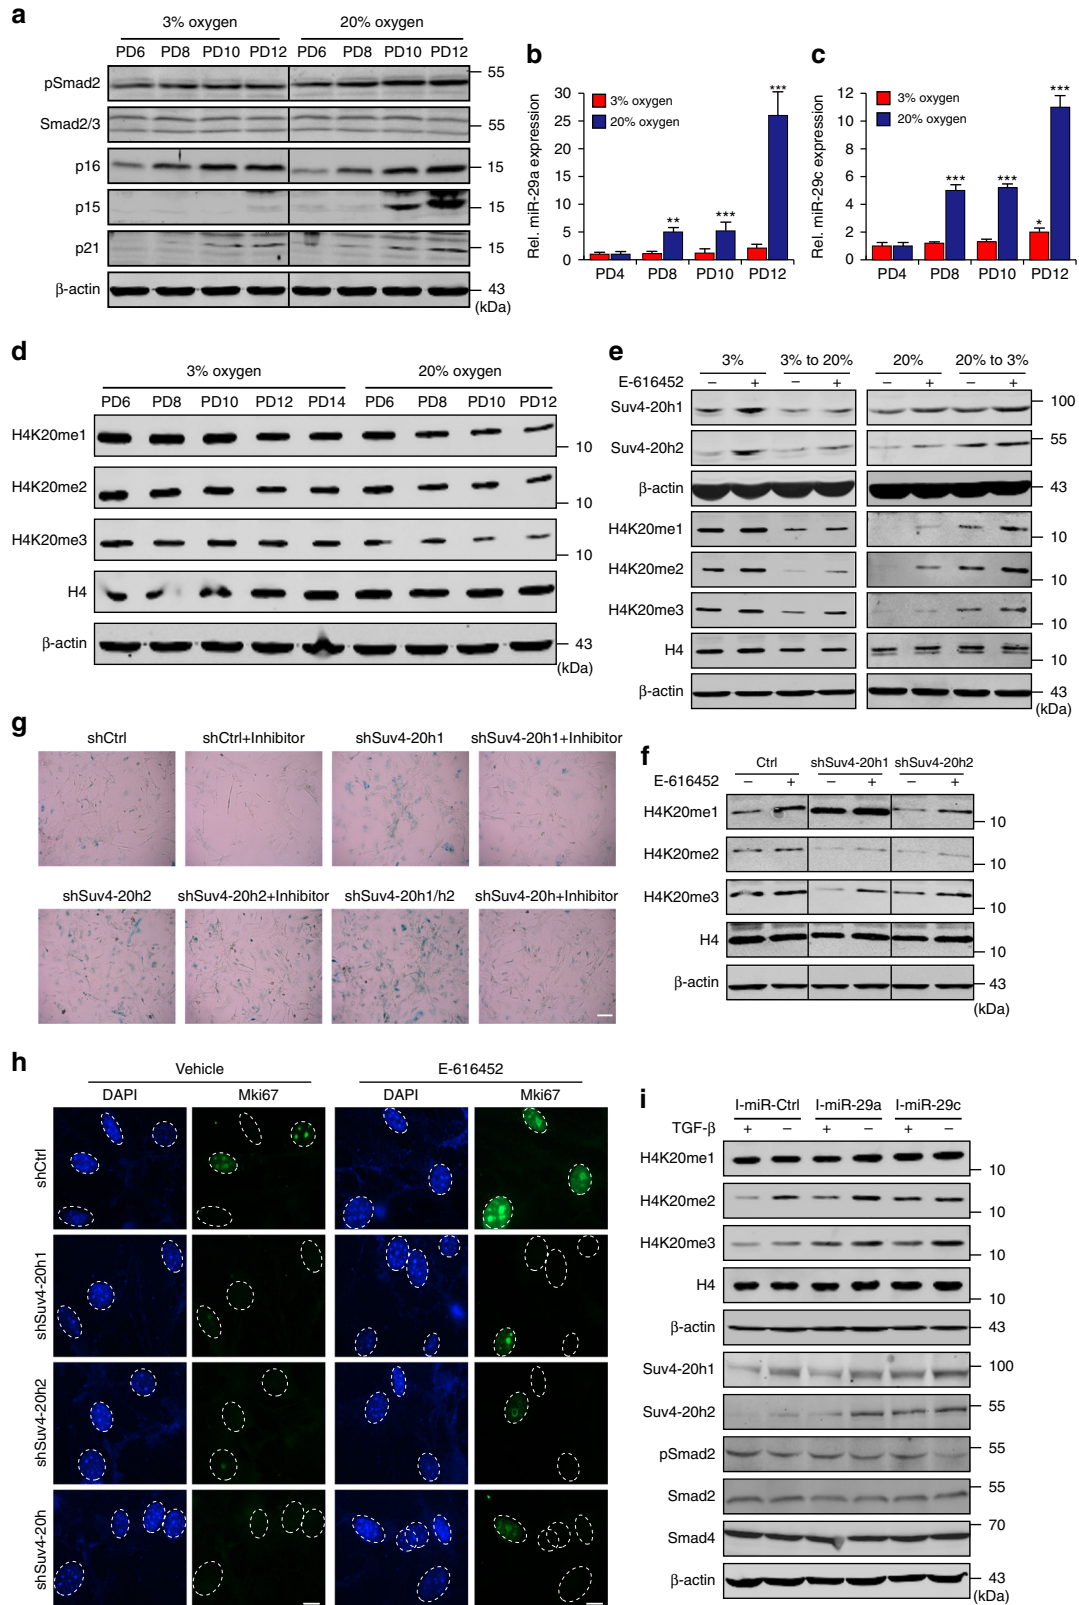 a
3% oxygen 20% oxygen
PD6 PD8 PD10 PD12 PD6 PD8 PD10 PD12
pSmad2 55
Smad2/3 55
p16 15
p15 15
p21 15
β-actin 43
(kDa)
b
Rel. miR-29a expression
30
25
20
15
10
5
0
3% oxygen
20% oxygen
** *** ***
PD4 PD8 PD10 PD12
c
Rel. miR-29c expression
12
10
8
6
4
2
0
3% oxygen
20% oxygen
*** *** * ***
PD4 PD8 PD10 PD12
d
3% oxygen 20% oxygen
PD6 PD8 PD10 PD12 PD14 PD6 PD8 PD10 PD12
H4K20me1 10
H4K20me2 10
H4K20me3 10
H4
β-actin 43
(kDa)
e
3% 3% to 20% 20% 20% to 3%
E-616452 – + – + – + – +
Suv4-20h1 100
Suv4-20h2 55
β-actin 43
H4K20me1 10
H4K20me2 10
H4K20me3 10
H4 10
β-actin 43
(kDa)
g
shCtrl shCtrl+Inhibitor shSuv4-20h1 shSuv4-20h1+Inhibitor
shSuv4-20h2 shSuv4-20h2+Inhibitor shSuv4-20h1/h2 shSuv4-20h+Inhibitor
f
Ctrl shSuv4-20h1 shSuv4-20h2
E-616452 – + – + – +
H4K20me1 10
H4K20me2 10
H4K20me3 10
H4 10
β-actin 43
(kDa)
h
Vehicle E-616452
DAPI Mki67 DAPI Mki67
shCtrl
shSuv4-20h1
shSuv4-20h2
shSuv4-20h
i
I-miR-Ctrl I-miR-29a I-miR-29c
TGF-β + – + – + –
H4K20me1 10
H4K20me2 10
H4K20me3 10
H4 10
β-actin 43
Suv4-20h1 100
Suv4-20h2 55
pSmad2 55
Smad2 55
Smad4 70
β-actin 43
(kDa)